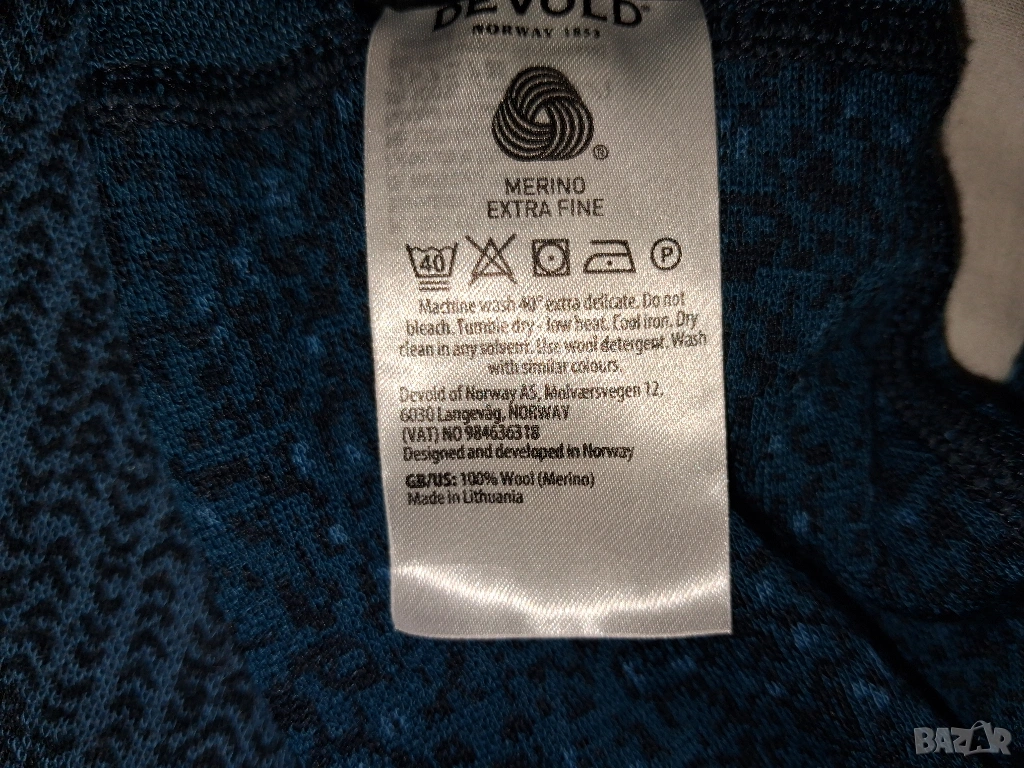 DEVOLD®
NORWAY 1853
®
MERINO
EXTRA FINE
40 P
Machine wash 40° extra delicate. Do not
bleach. Tumble dry - low heat. Cool iron. Dry
clean in any solvent. Use wool detergent. Wash
with similar colours.
Devold of Norway AS, Molværsvegen 12,
6030 Langevåg, NORWAY
(VAT) NO 984636318
Designed and developed in Norway
GB/US: 100% Wool (Merino)
Made in Lithuania
BAZAR